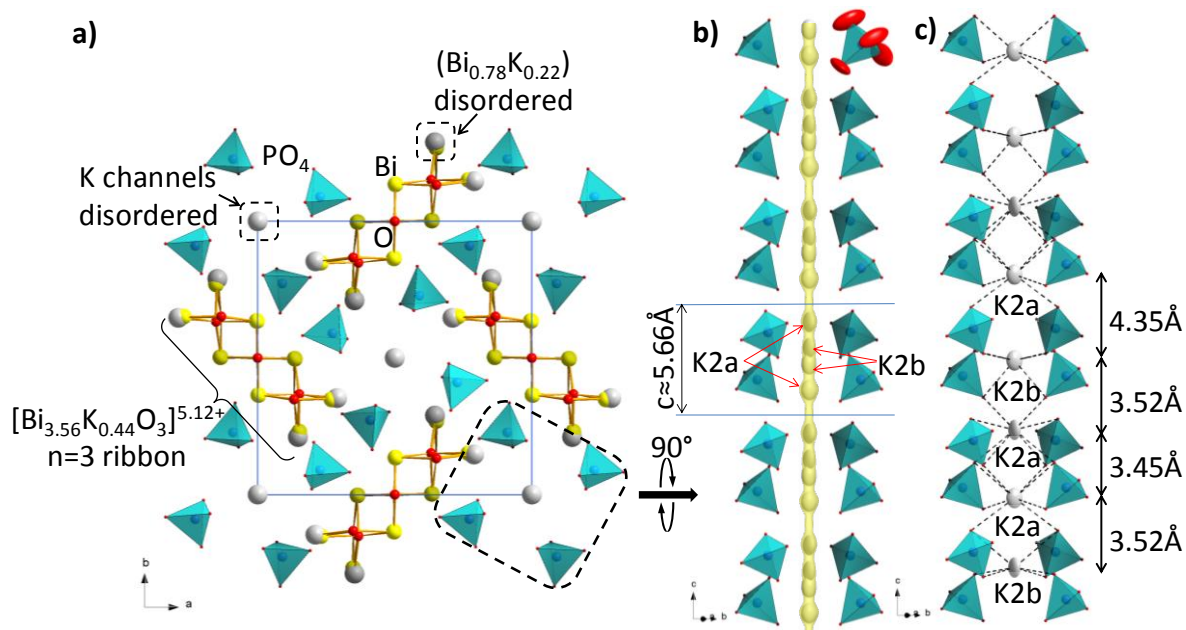 a)
(Bi0.78K0.22)
disordered
PO4
Bi
K channels
disordered
O
[Bi3.56K0.44O3]5.12+
n=3 ribbon
b
a
90°
b)
c≈5.66Å
K2a
K2b
c
a b
c)
K2a
4.35Å
K2b
3.52Å
K2a
3.45Å
K2a
3.52Å
K2b
c
a b